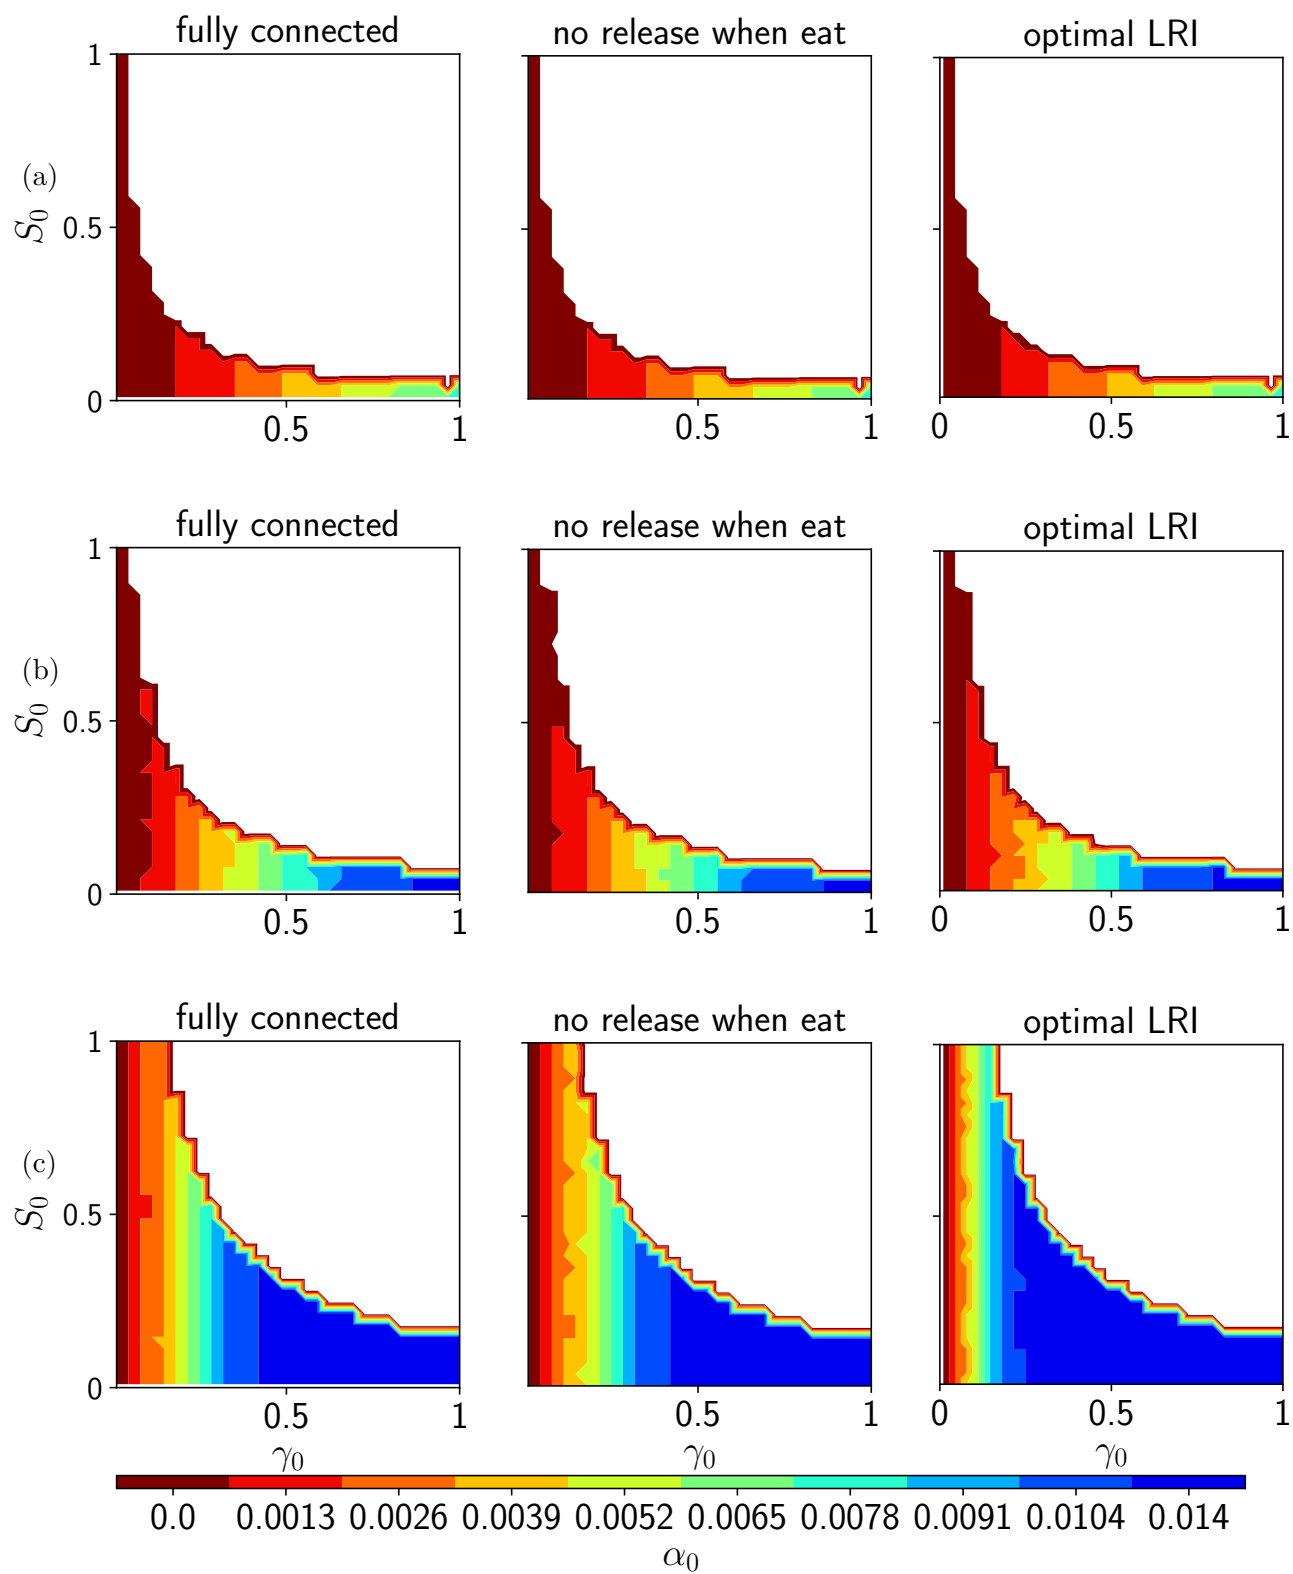 fully connected no release when eat optimal LRI
1
(a)
S₀ 0.5
0
0.5 1 0.5 1 0 0.5 1
fully connected no release when eat optimal LRI
1
(b)
S₀ 0.5
0
0.5 1 0.5 1 0 0.5 1
fully connected no release when eat optimal LRI
1
(c)
S₀ 0.5
0
0.5 1 0.5 1 0 0.5 1
γ₀ γ₀ γ₀
0.0 0.0013 0.0026 0.0039 0.0052 0.0065 0.0078 0.0091 0.0104 0.014
α₀